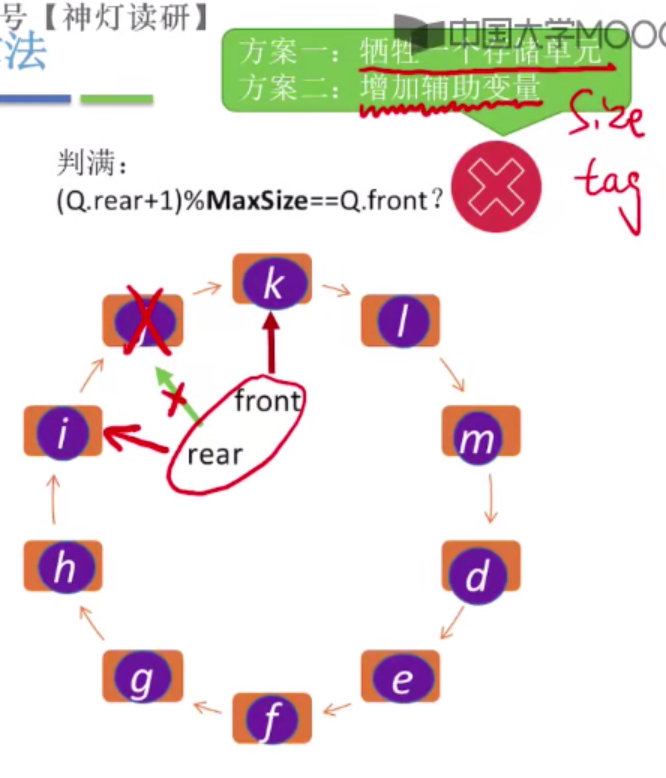 号【神灯读研】
法
中国大学MOOC
方案一：牺牲一个存储单元
方案二：增加辅助变量
size
tag
判满：
(Q.rear+1)%MaxSize==Q.front？
k
l
m
d
e
f
g
h
i
front
rear